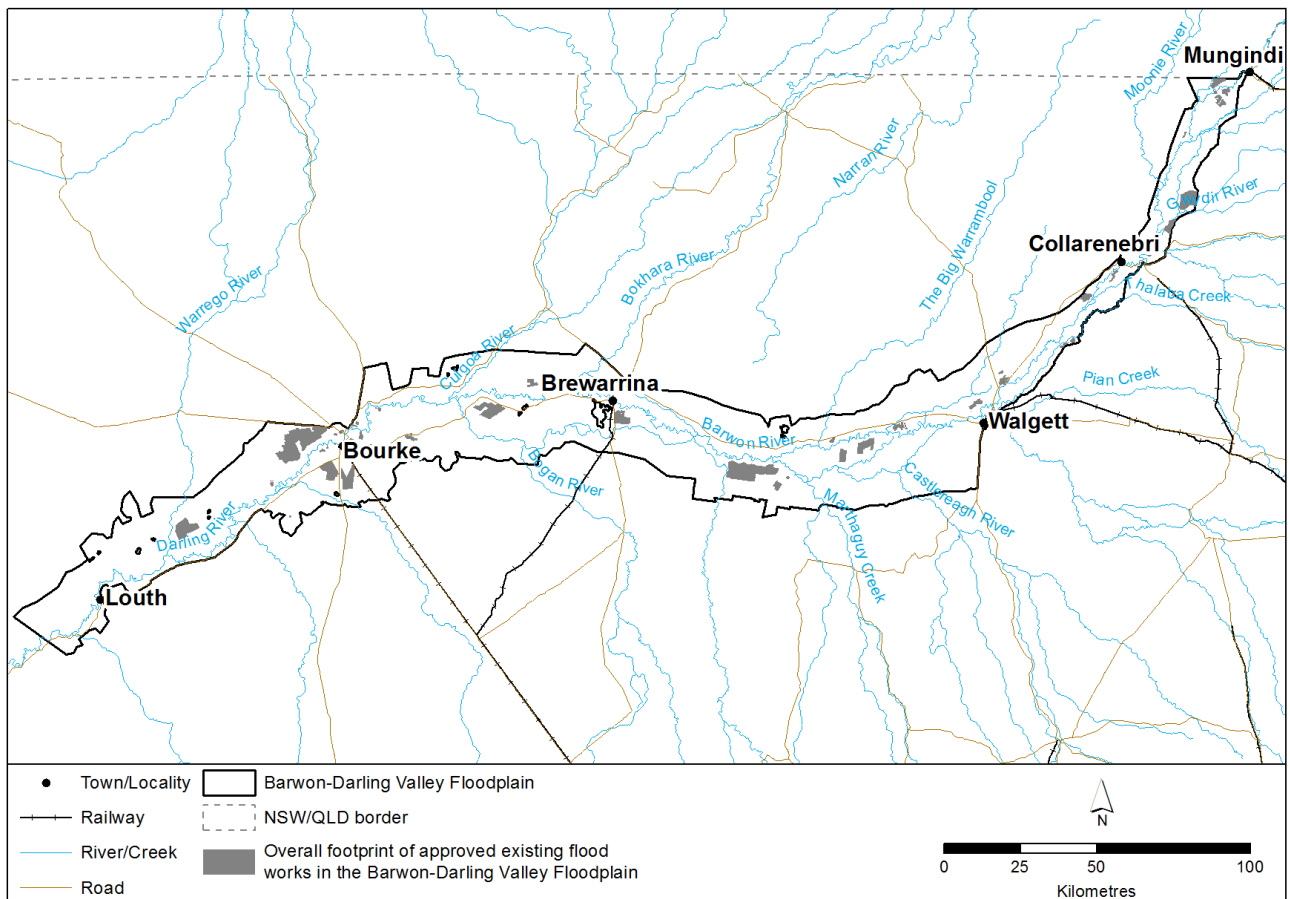 Mungindi
Moonie River
Narran River
Gwydir River
The Big Warrambool
Collarenebri
Bokhara River
Warrego River
Thalaba Creek
Culgoa River
Brewarrina
Pian Creek
Walgett
Barwon River
Bourke
Bogan River
Castlereagh River
Marthaguy Creek
Darling River
Louth
Town/Locality
Railway
River/Creek
Road
Barwon-Darling Valley Floodplain
NSW/QLD border
Overall footprint of approved existing flood
works in the Barwon-Darling Valley Floodplain
N
0 25 50 100
Kilometres